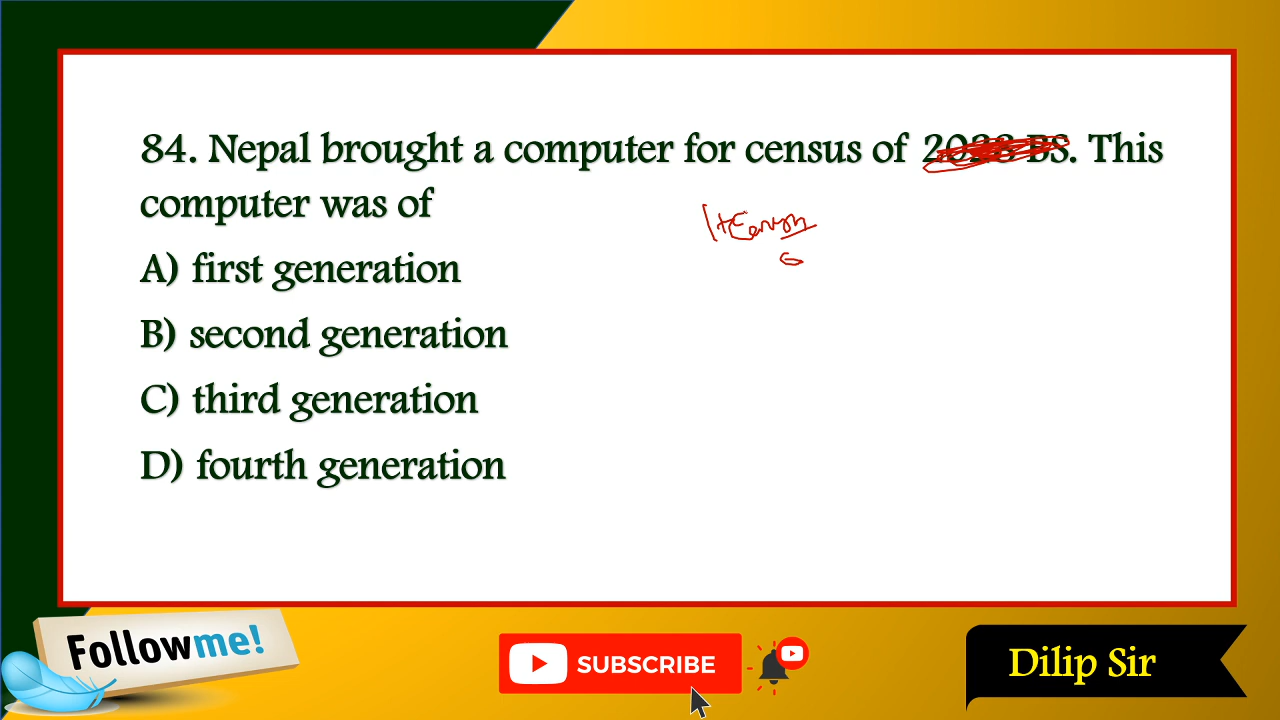 84. Nepal brought a computer for census of 2028 BS. This
computer was of
A) first generation
B) second generation
C) third generation
D) fourth generation
Followme!
SUBSCRIBE
Dilip Sir